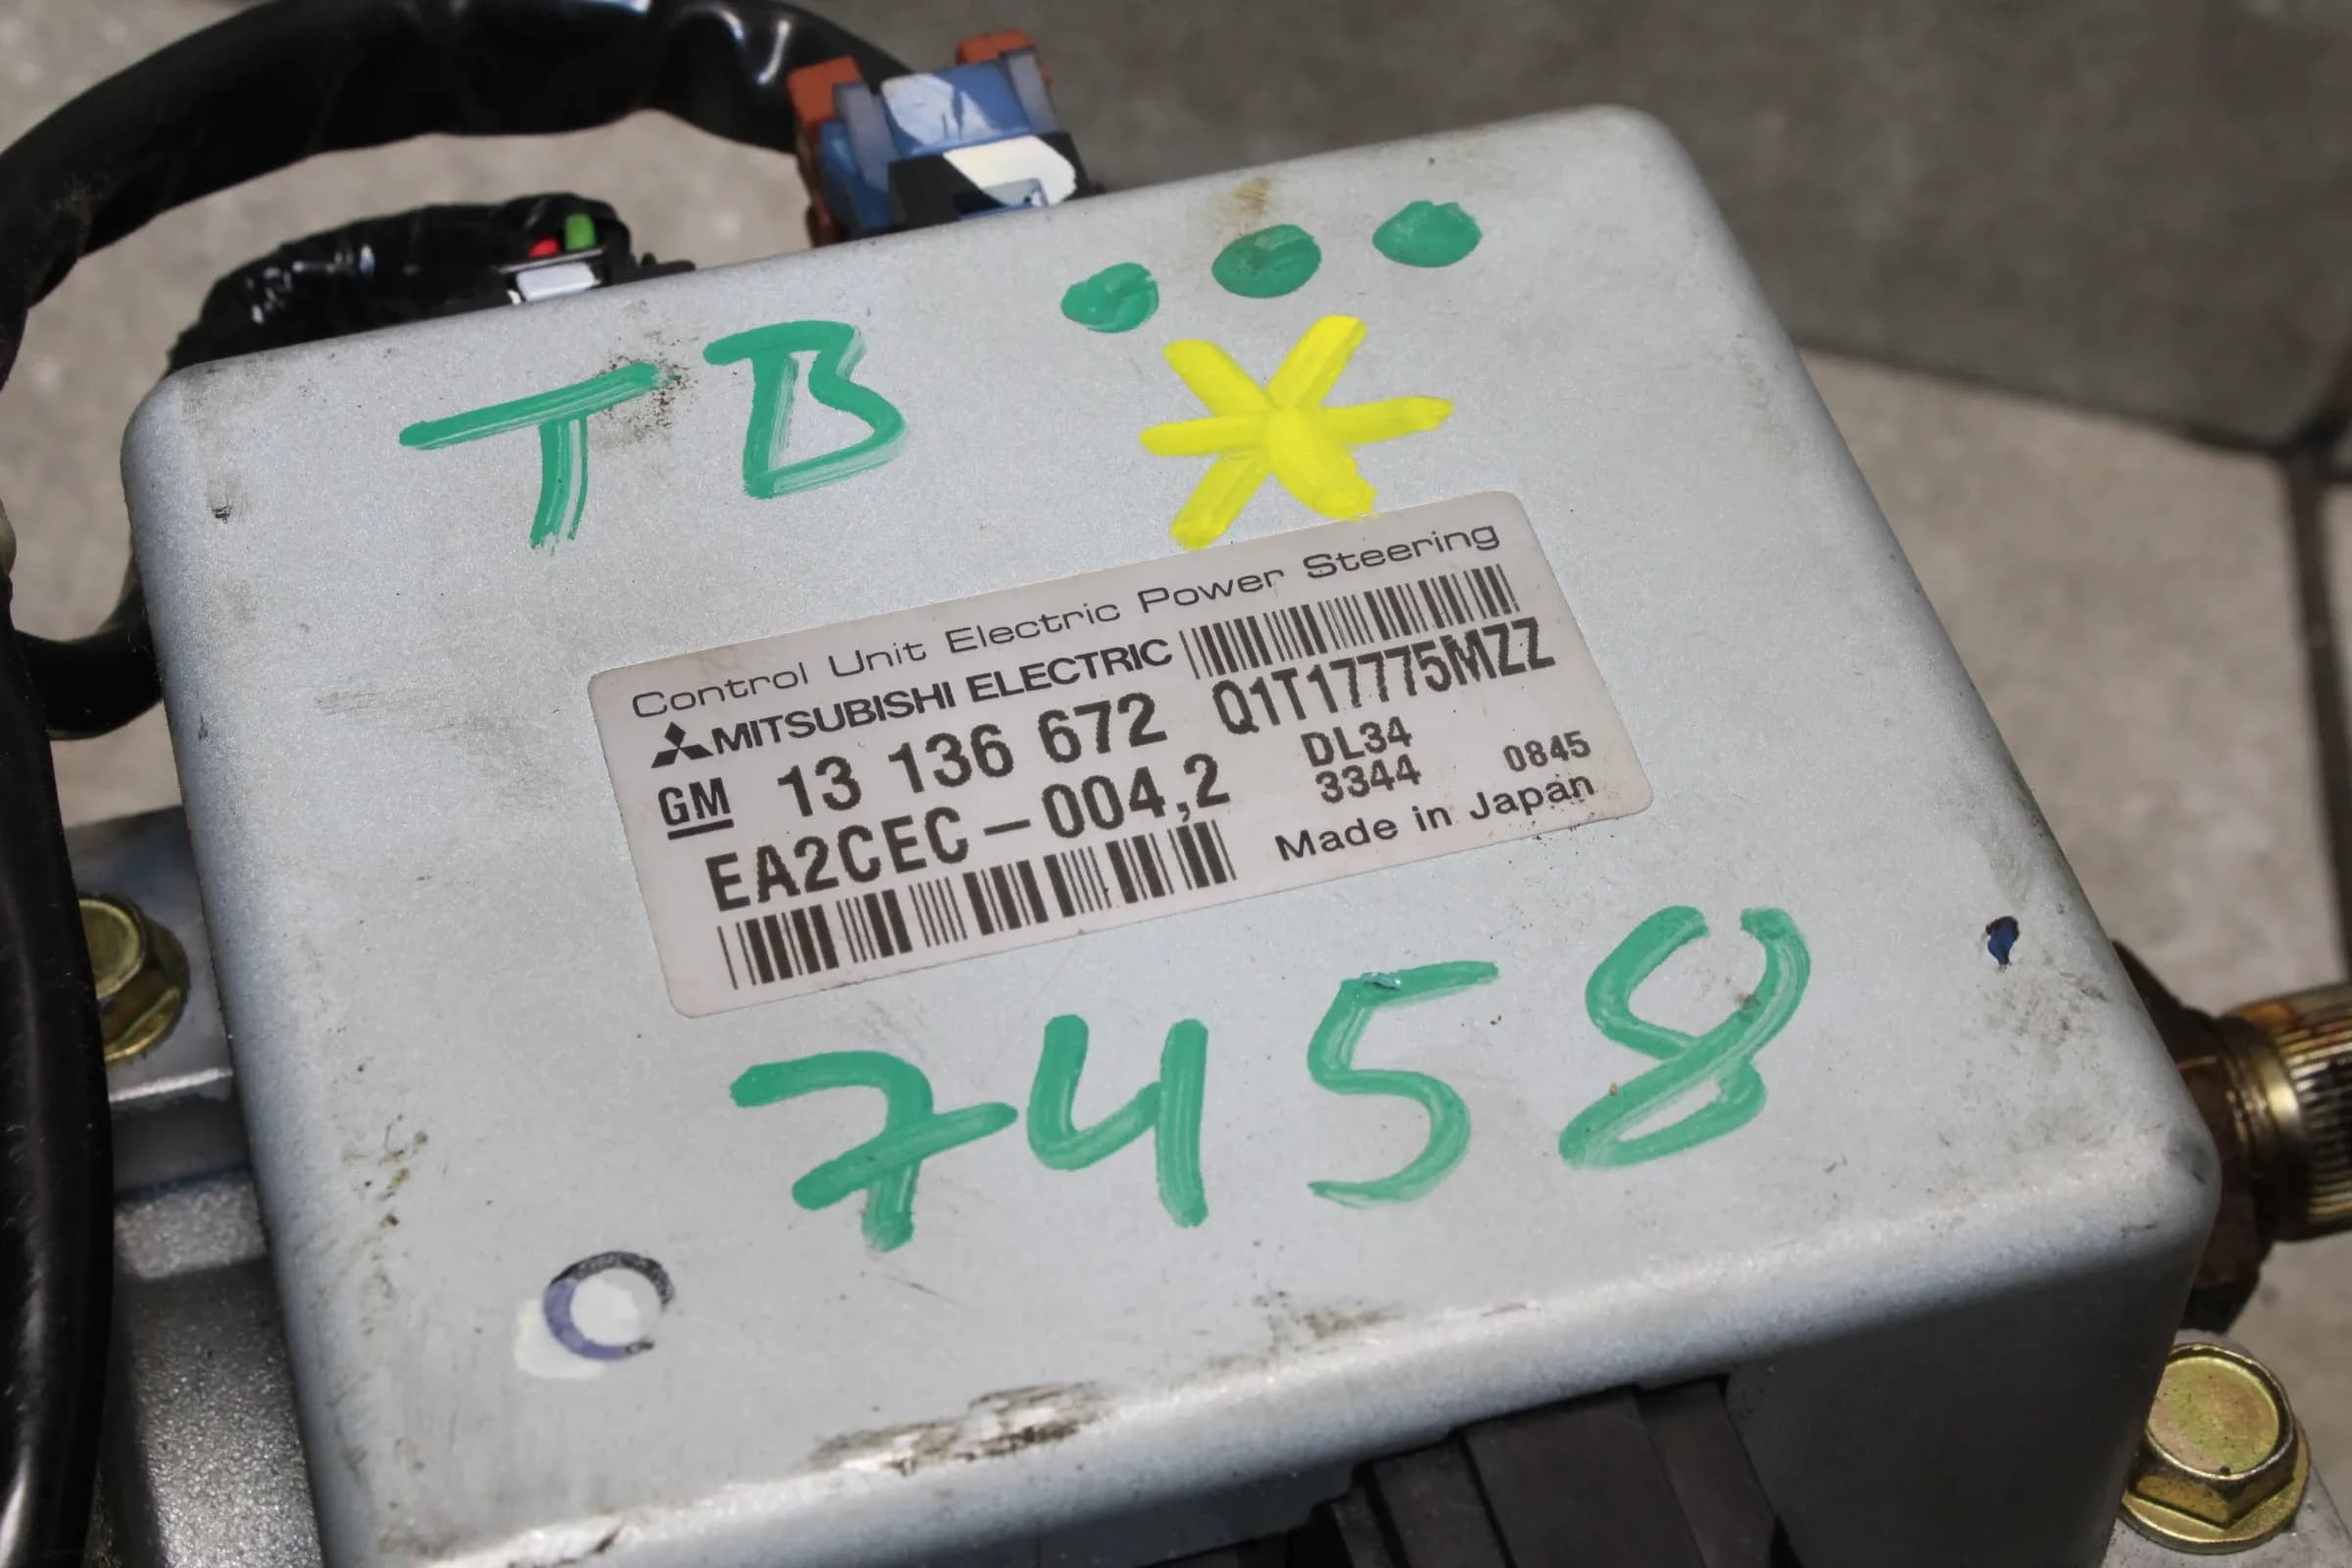 TB
Control Unit Electric Power Steering
MITSUBISHI ELECTRIC
GM 13 136 672 Q1T17775MZZ
EA2CEC-004,2 DL34
3344 0845
Made in Japan
7458